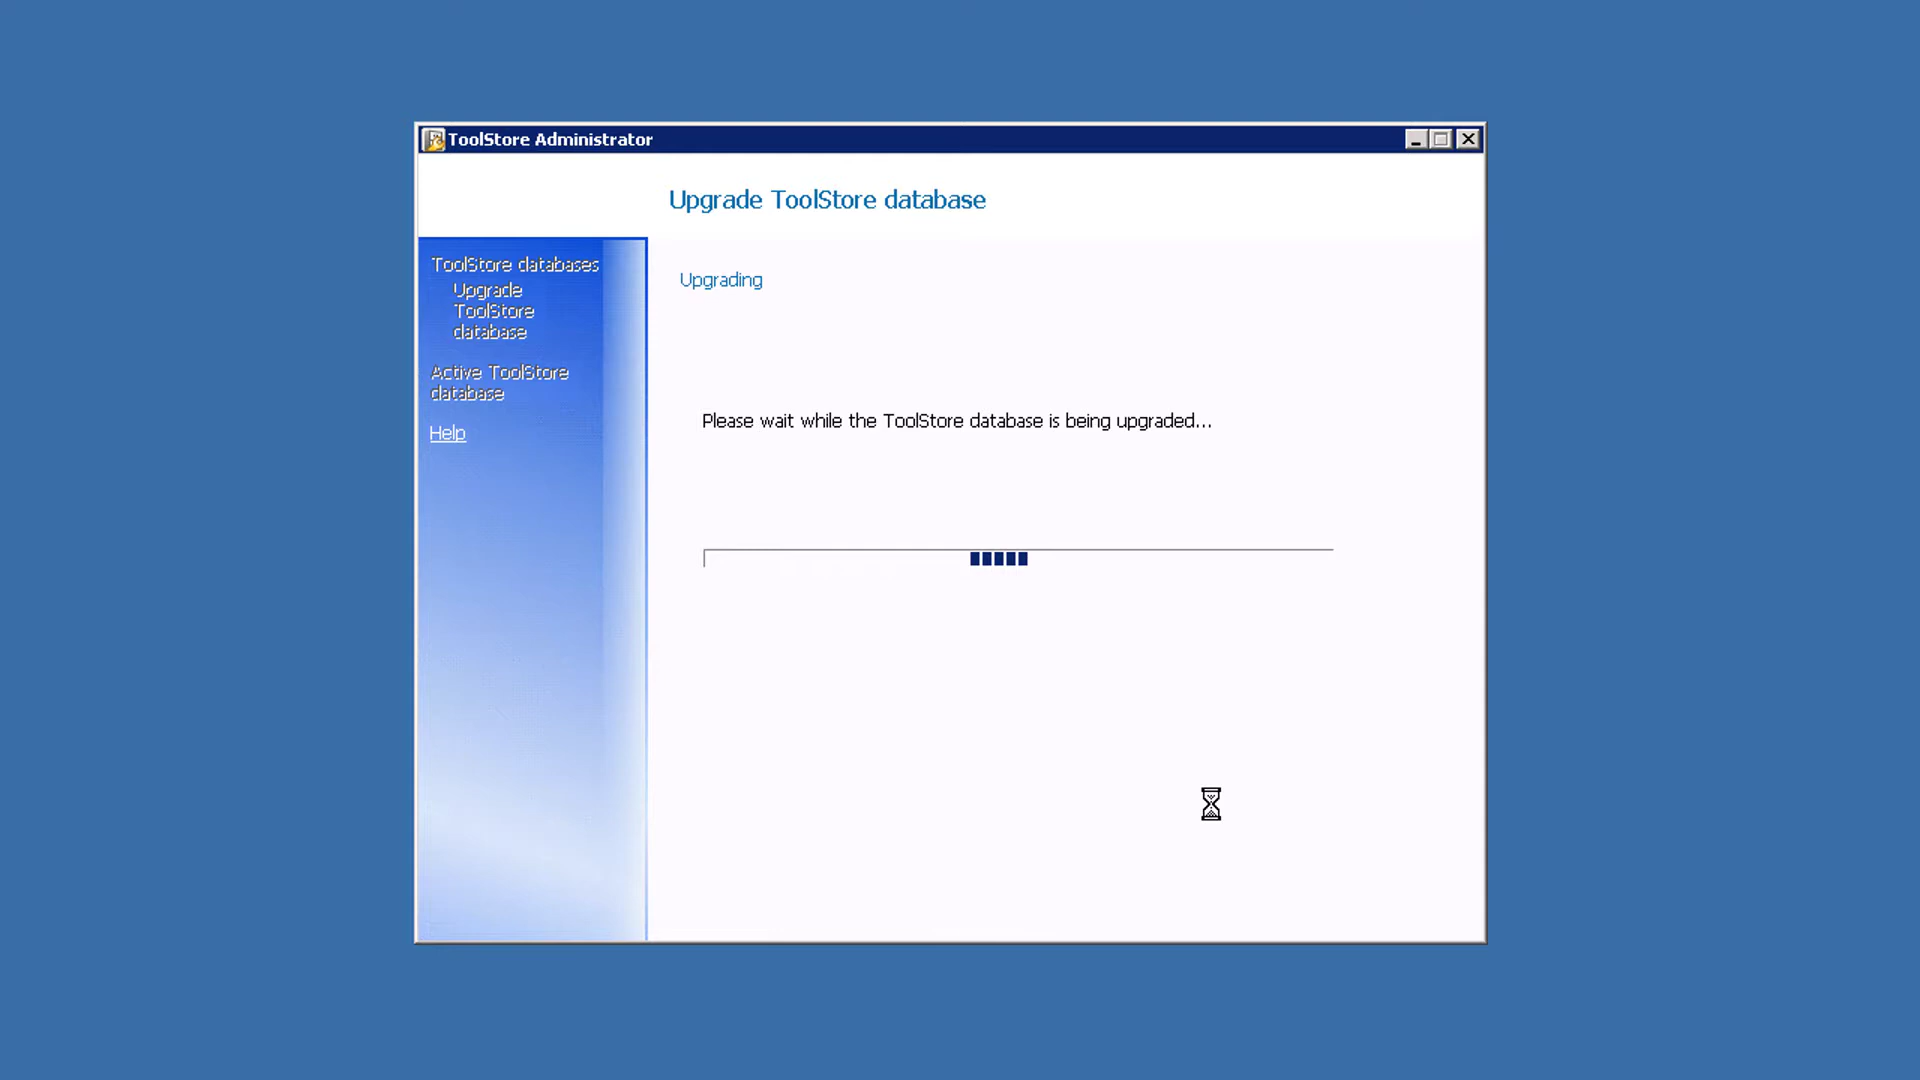 ToolStore Administrator
Upgrade ToolStore database
ToolStore databases
Upgrade
ToolStore
database
Active ToolStore
database
Help
Upgrading
Please wait while the ToolStore database is being upgraded...